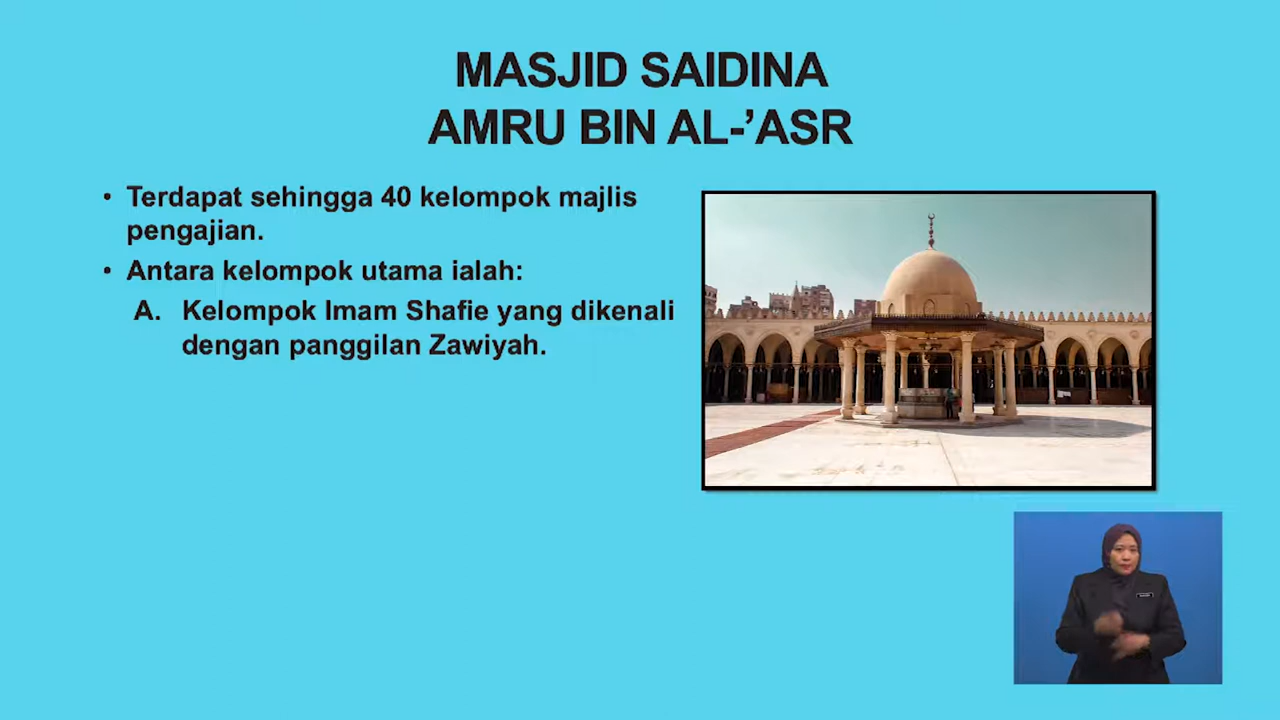 MASJID SAIDINA
AMRU BIN AL-’ASR
• Terdapat sehingga 40 kelompok majlis
pengajian.
• Antara kelompok utama ialah:
A. Kelompok Imam Shafie yang dikenali
dengan panggilan Zawiyah.